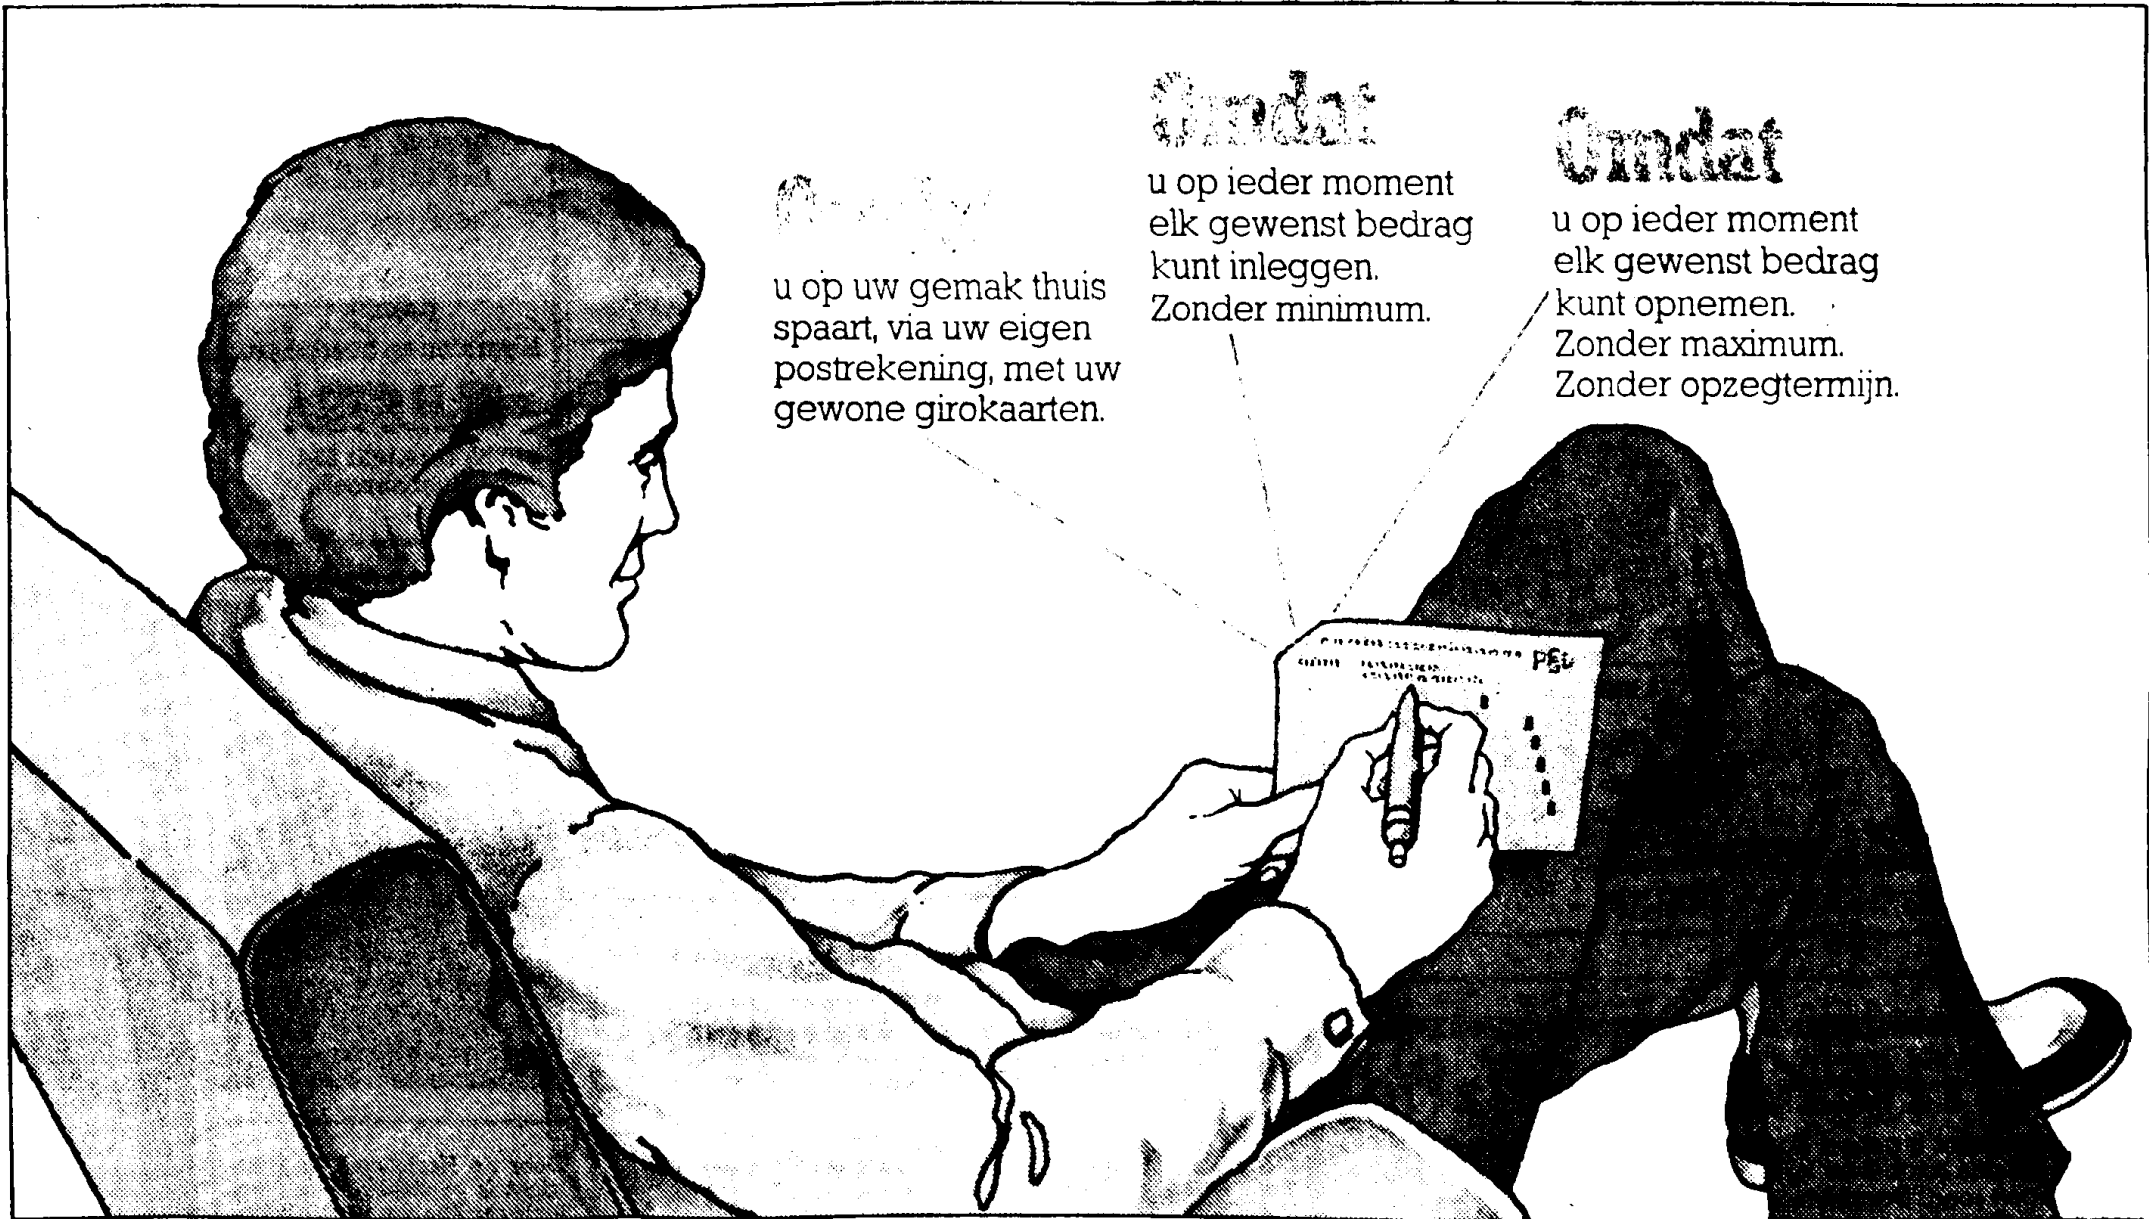 u op uw gemak thuis
spaart, via uw eigen
postrekening, met uw
gewone girokaarten.
Omdat
u op ieder moment
elk gewenst bedrag
kunt inleggen.
Zonder minimum.
Omdat
u op ieder moment
elk gewenst bedrag
kunt opnemen.
Zonder maximum.
Zonder opzegtermijn.